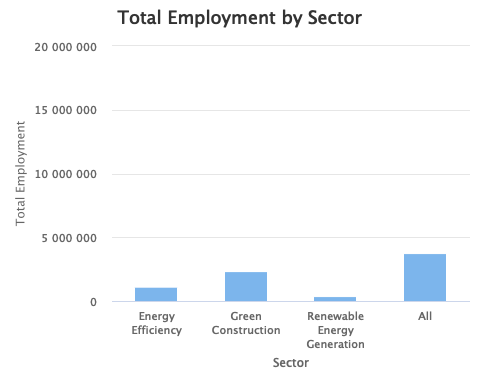 Total Employment by Sector
20 000 000
15 000 000
10 000 000
5 000 000
0
Total Employment
Energy
Efficiency
Green
Construction
Renewable
Energy
Generation
All
Sector